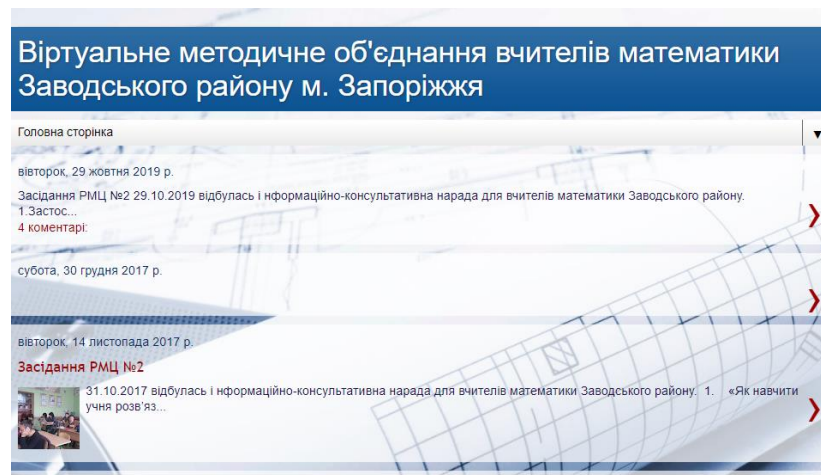 Віртуальне методичне об'єднання вчителів математики
Заводського району м. Запоріжжя
Головна сторінка
вівторок, 29 жовтня 2019 р.
Засідання РМЦ №2 29.10.2019 відбулась і нформаційно-консультативна нарада для вчителів математики Заводського району.
1.Застос...
4 коментарі:
субота, 30 грудня 2017 р.
вівторок, 14 листопада 2017 р.
Засідання РМЦ №2
31.10.2017 відбулась і нформаційно-консультативна нарада для вчителів математики Заводського району. 1. «Як навчити
учня розв'яз...